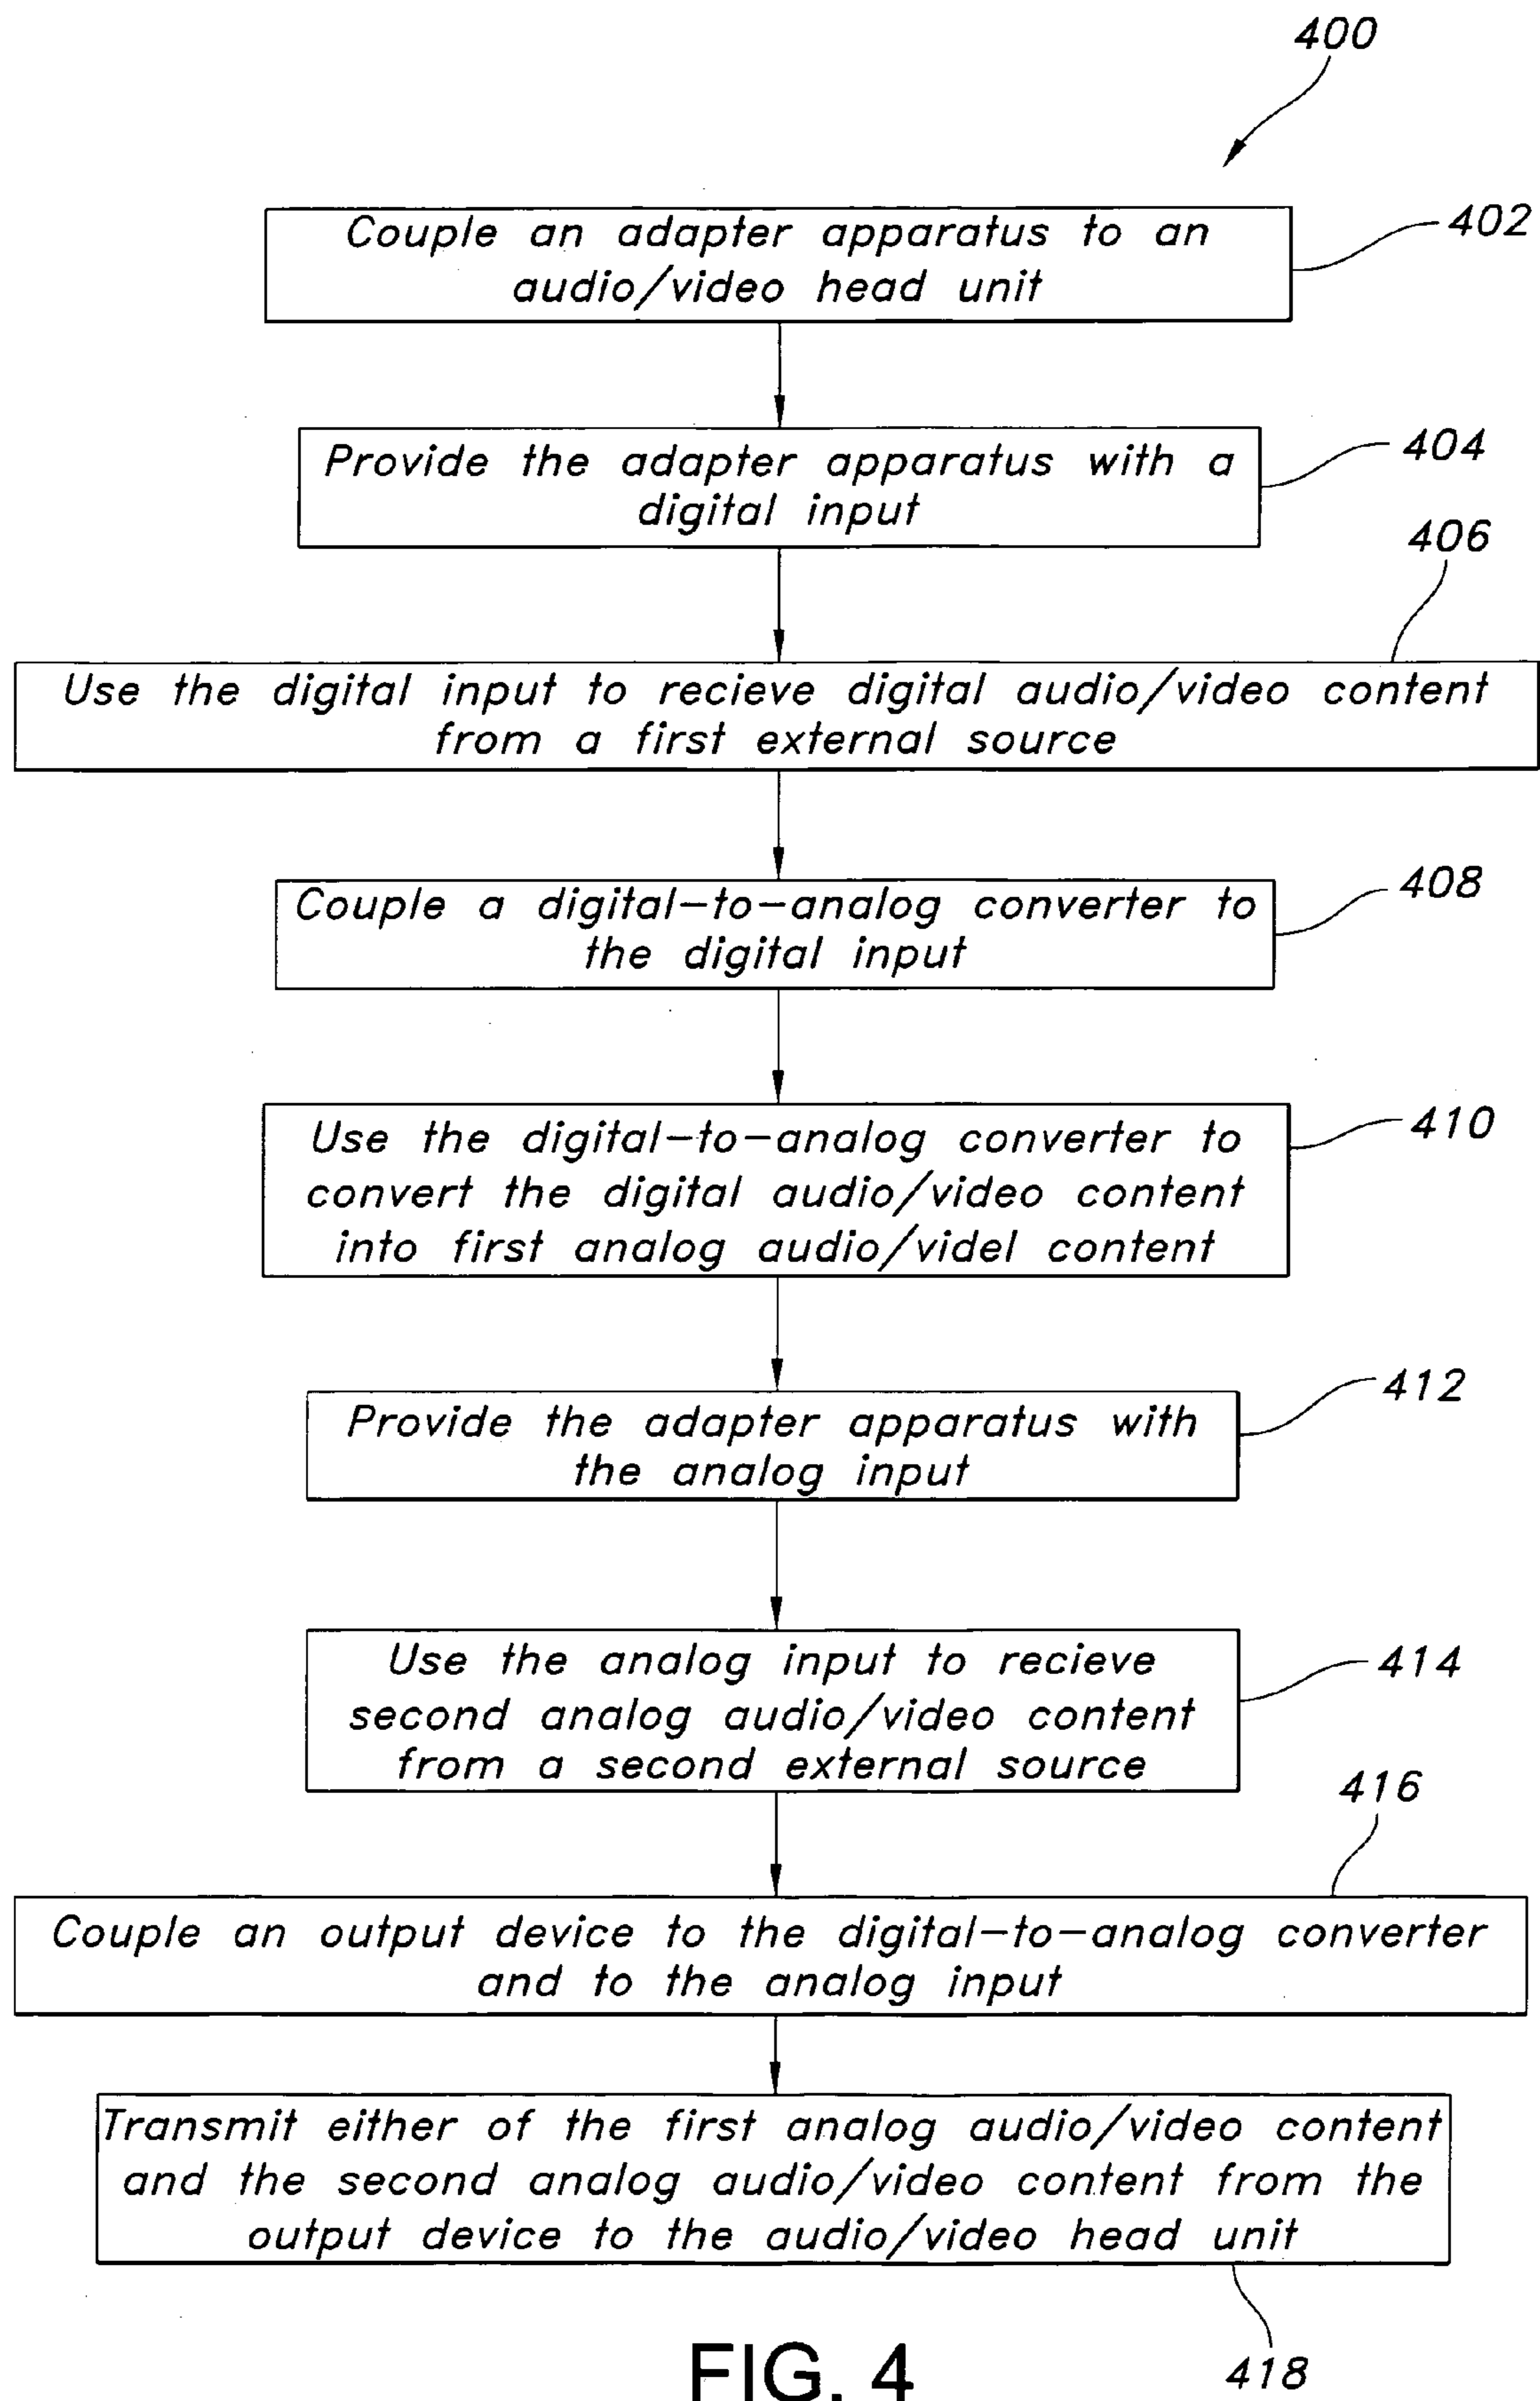 400
Couple an adapter apparatus to an
audio/video head unit
402
Provide the adapter apparatus with a
digital input
404
406
Use the digital input to recieve digital audio/video content
from a first external source
Couple a digital-to-analog converter to
the digital input
408
Use the digital-to-analog converter to
convert the digital audio/video content
into first analog audio/videl content
410
Provide the adapter apparatus with
the analog input
412
Use the analog input to recieve
second analog audio/video content
from a second external source
414
416
Couple an output device to the digital-to-analog converter
and to the analog input
Transmit either of the first analog audio/video content
and the second analog audio/video content from the
output device to the audio/video head unit
418
FIG. 4